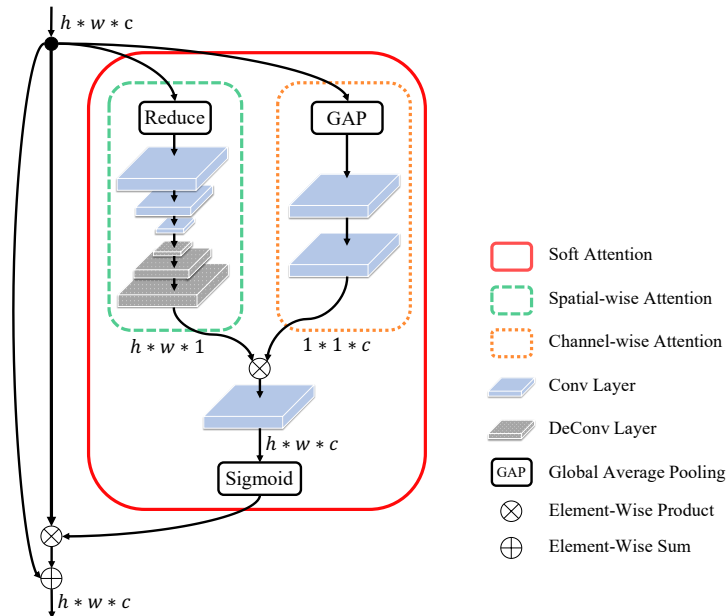 h * w * c
Reduce
GAP
h * w * 1
1 * 1 * c
h * w * c
Sigmoid
h * w * c
Soft Attention
Spatial-wise Attention
Channel-wise Attention
Conv Layer
DeConv Layer
GAP Global Average Pooling
Element-Wise Product
Element-Wise Sum